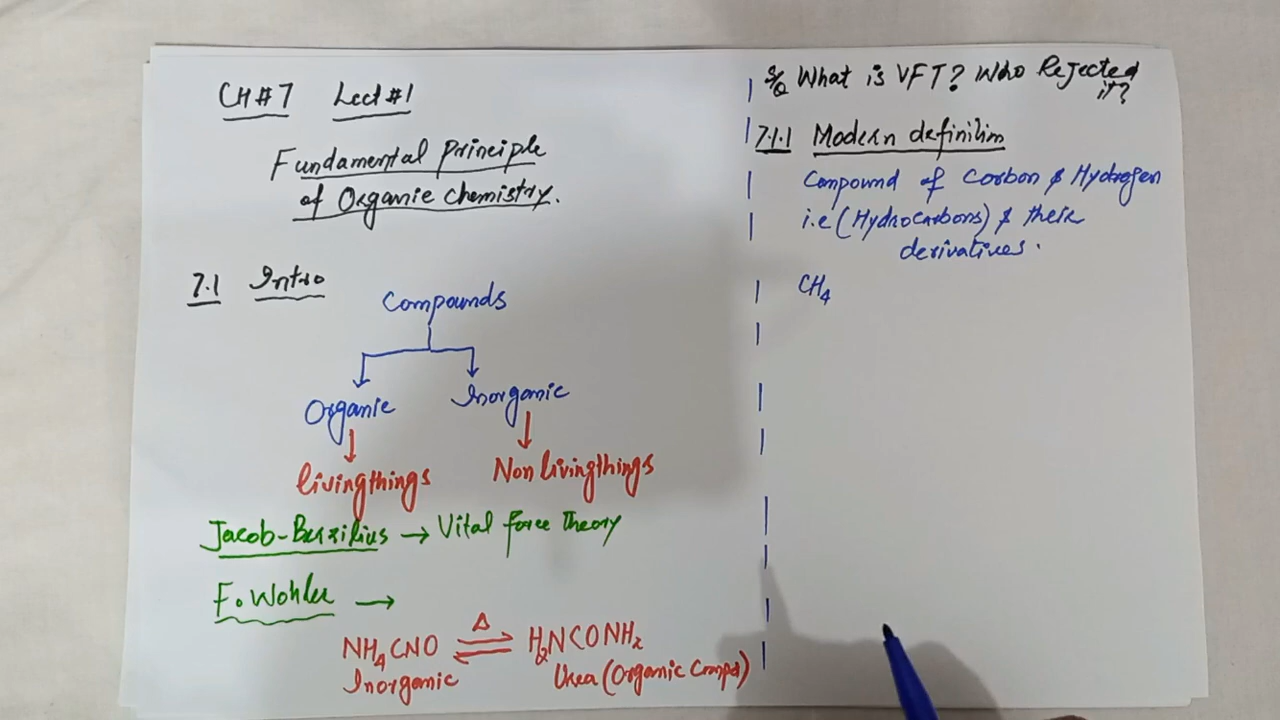 CH#7 Lect#1
Fundamental Principle
of Organic Chemistry.
7.1 Intro
Compounds
Organic Inorganic
livingthings Non livingthings
Jacob-Berzilius → Vital force Theory
F. Wohler →
NH₄CNO ⇌ H₂NCONH₂
Δ
Inorganic Urea (Organic Compd)
S/Q What is VFT? Who Rejected
it?
7.1.1 Modern definition
Compound of Carbon & Hydrogen
i.e (Hydrocarbons) & their
derivatives.
CH₄